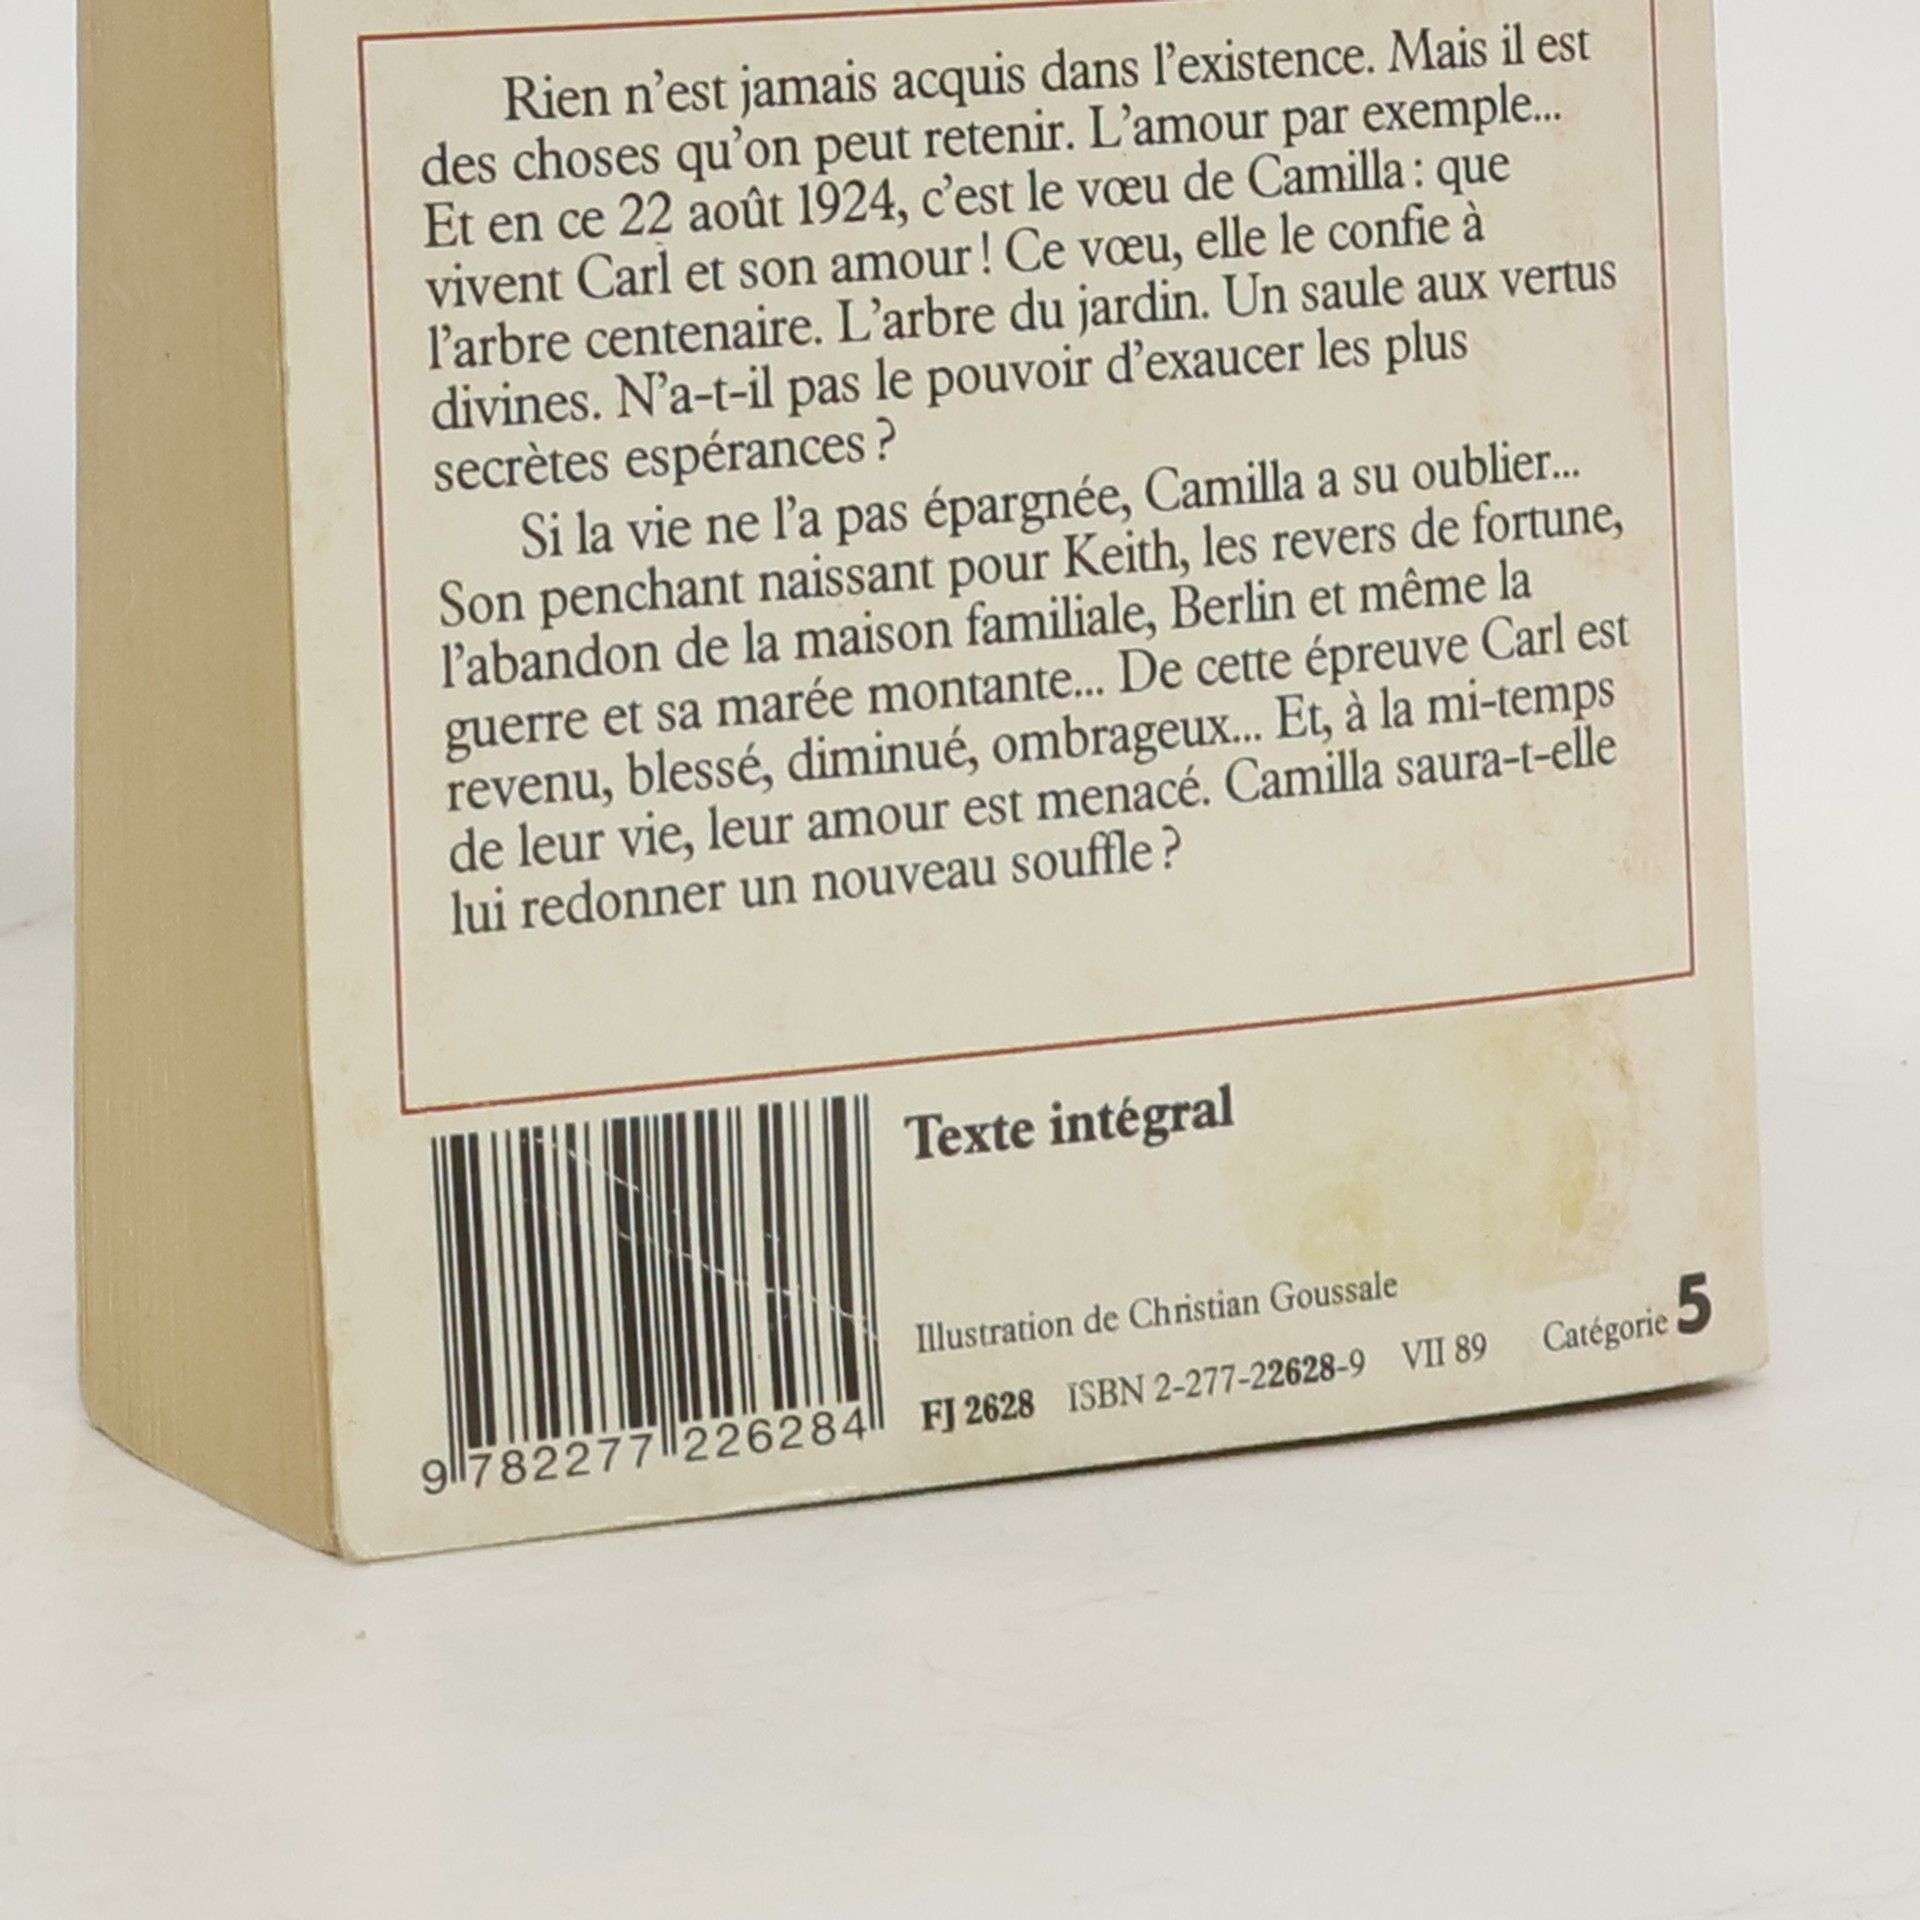 Rien n'est jamais acquis dans l'existence. Mais il est
des choses qu'on peut retenir. L'amour par exemple...
Et en ce 22 août 1924, c'est le vœu de Camilla : que
vivent Carl et son amour ! Ce vœu, elle le confie à
l'arbre centenaire. L'arbre du jardin. Un saule aux vertus
divines. N'a-t-il pas le pouvoir d'exaucer les plus
secrètes espérances ?
Si la vie ne l'a pas épargnée, Camilla a su oublier...
Son penchant naissant pour Keith, les revers de fortune,
l'abandon de la maison familiale, Berlin et même la
guerre et sa marée montante... De cette épreuve Carl est
revenu, blessé, diminué, ombrageux... Et, à la mi-temps
de leur vie, leur amour est menacé. Camilla saura-t-elle
lui redonner un nouveau souffle ?
Texte intégral
Illustration de Christian Goussale
FJ 2628 ISBN 2-277-22628-9 VII 89 Catégorie 5
9 782277 226284